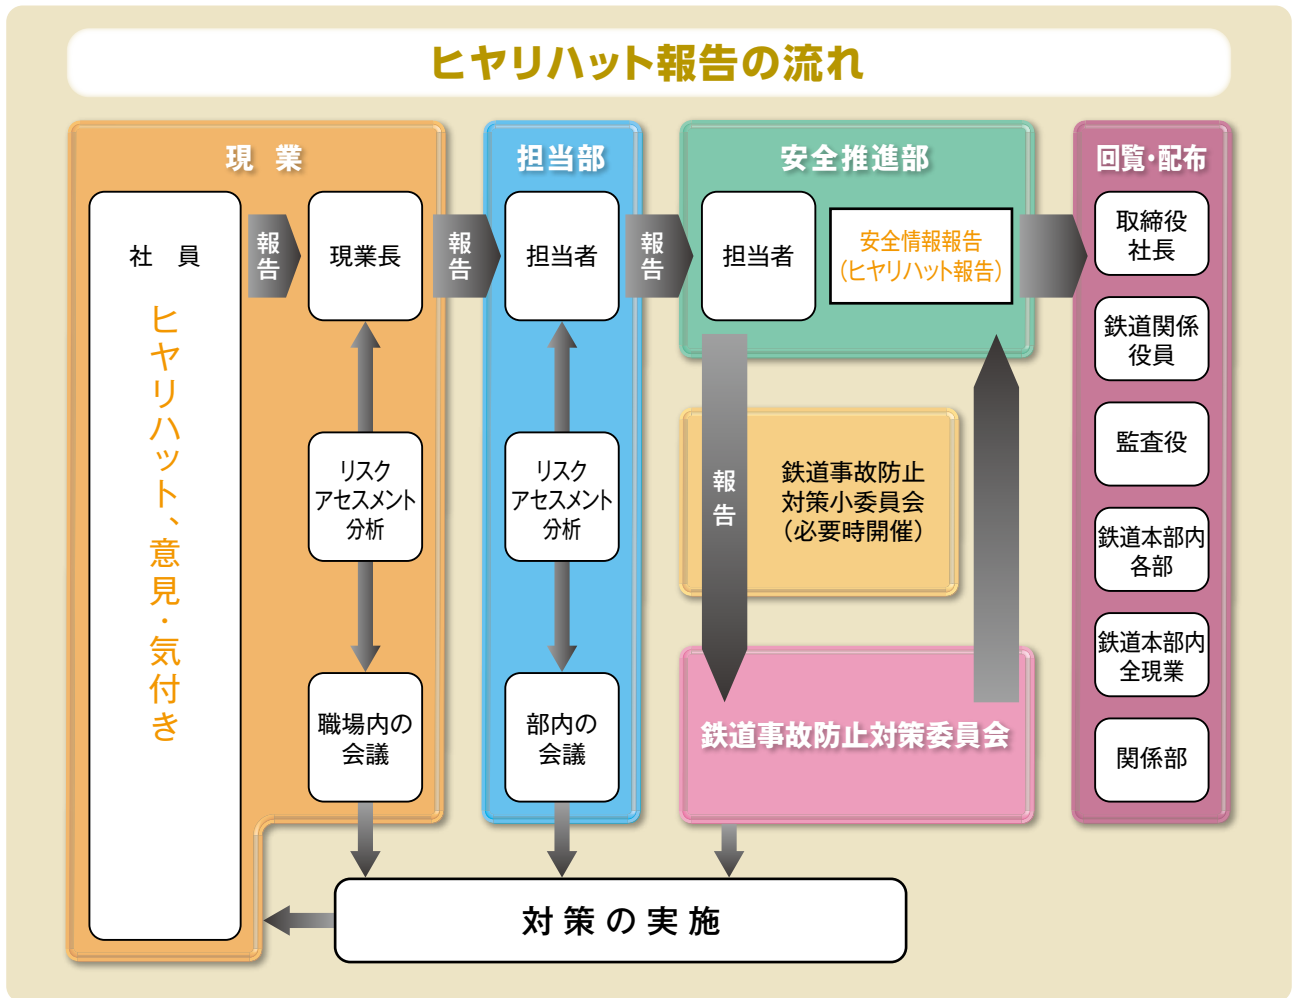 ヒヤリハット報告の流れ
現 業
社 員
ヒヤリハット、意見・気付き
報告
現業長
リスク
アセスメント
分析
職場内の
会議
報告
担当部
担当者
リスク
アセスメント
分析
部内の
会議
報告
安全推進部
担当者
安全情報報告
(ヒヤリハット報告)
報告
鉄道事故防止
対策小委員会
(必要時開催)
鉄道事故防止対策委員会
回覧・配布
取締役
社長
鉄道関係
役員
監査役
鉄道本部内
各部
鉄道本部内
全現業
関係部
対策の実施